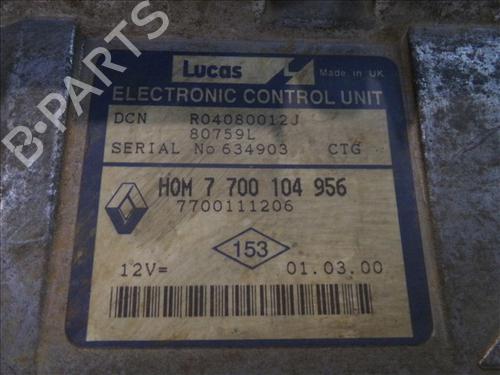 B-PARTS
Lucas Made in UK
ELECTRONIC CONTROL UNIT
DCN R04080012J
80759L
SERIAL No 634903 CTG
HOM 7 700 104 956
7700111206
153
12V= 01.03.00